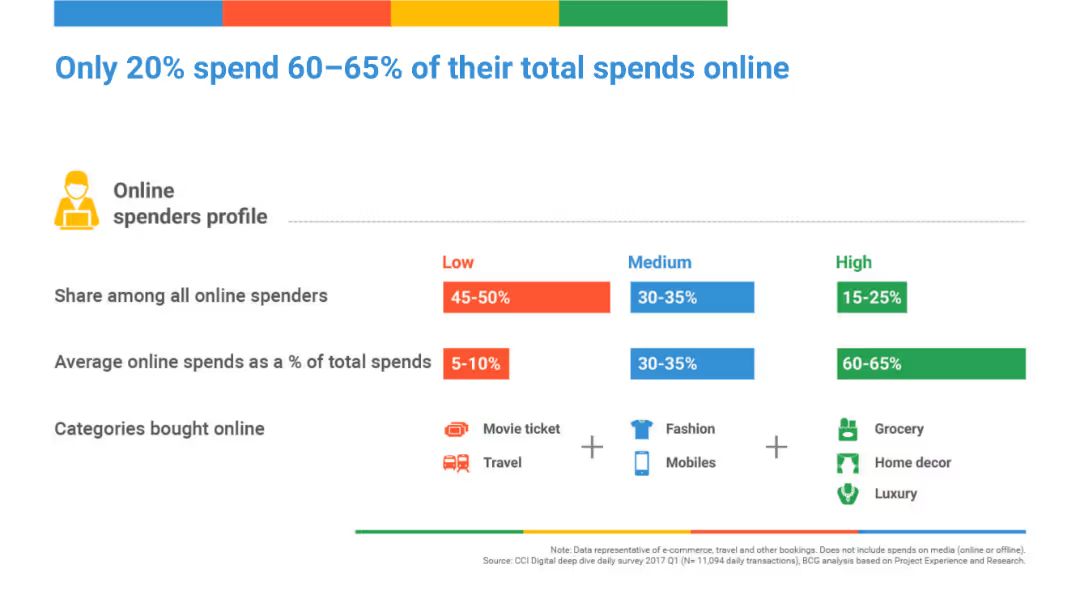 Only 20% spend 60–65% of their total spends online
Online
spenders profile
Low Medium High
Share among all online spenders 45-50% 30-35% 15-25%
Average online spends as a % of total spends 5-10% 30-35% 60-65%
Categories bought online Movie ticket + Fashion + Grocery
Travel Mobiles Home decor
Luxury
Note: Data representative of e-commerce, travel and other bookings. Does not include spends on media (online or offline).
Source: CCI Digital deep dive daily survey 2017 Q1 (N= 11,094 daily transactions), BCG analysis based on Project Experience and Research.